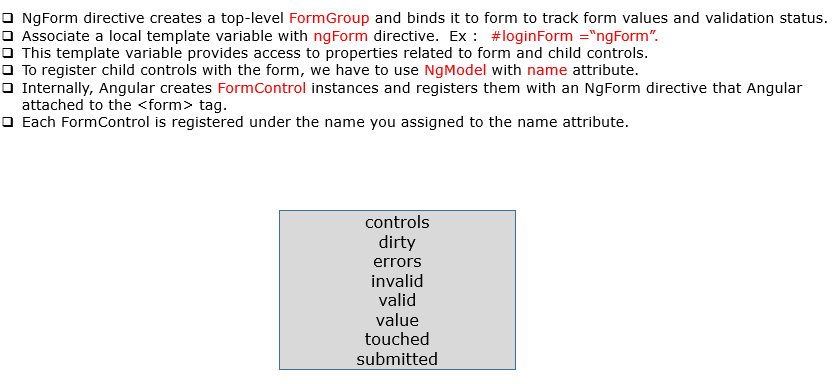 ❑ NgForm directive creates a top-level FormGroup and binds it to form to track form values and validation status.
❑ Associate a local template variable with ngForm directive.  Ex :   #loginForm =“ngForm”.
❑ This template variable provides access to properties related to form and child controls.
❑ To register child controls with the form, we have to use NgModel with name attribute.
❑ Internally, Angular creates FormControl instances and registers them with an NgForm directive that Angular
attached to the <form> tag.
❑ Each FormControl is registered under the name you assigned to the name attribute.
controls
dirty
errors
invalid
valid
value
touched
submitted